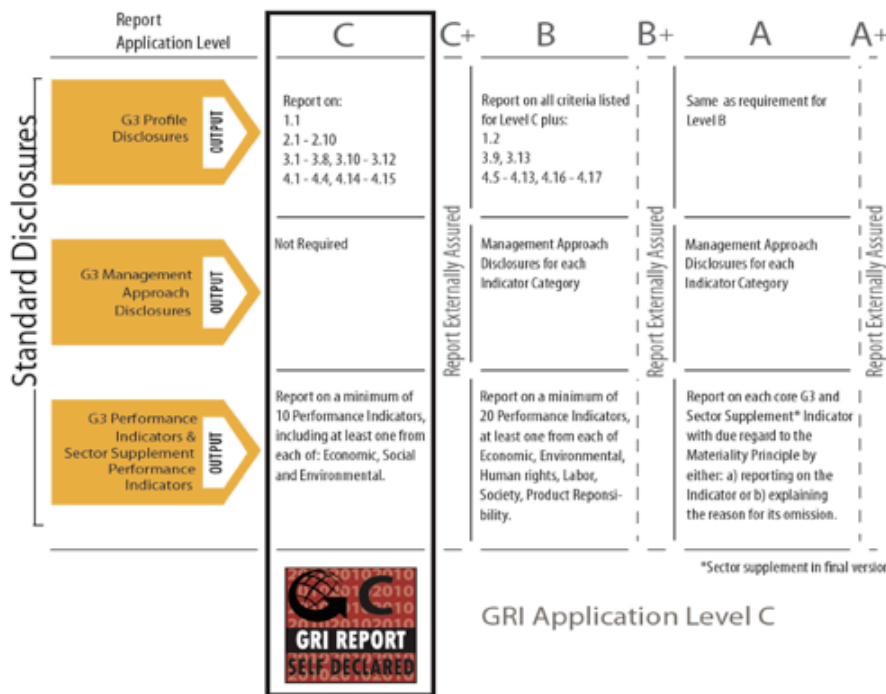 Report
Application Level
C
C+
B
B+
A
A+
Standard Disclosures
G3 Profile
Disclosures
OUTPUT
Report on:
1.1
2.1 - 2.10
3.1 - 3.8, 3.10 - 3.12
4.1 - 4.4, 4.14 - 4.15
Report on all criteria listed
for Level C plus:
1.2
3.9, 3.13
4.5 - 4.13, 4.16 - 4.17
Same as requirement for
Level B
G3 Management
Approach
Disclosures
OUTPUT
Not Required
Report Externally Assured
Management Approach
Disclosures for each
Indicator Category
Report Externally Assured
Management Approach
Disclosures for each
Indicator Category
Report Externally Assured
G3 Performance
Indicators &
Sector Supplement
Performance
Indicators
OUTPUT
Report on a minimum of
10 Performance Indicators,
including at least one from
each of: Economic, Social
and Environmental.
Report on a minimum of
20 Performance Indicators,
at least one from each of
Economic, Environmental,
Human rights, Labor,
Society, Product Reponsi-
bility.
Report on each core G3 and
Sector Supplement* Indicator
with due regard to the
Materiality Principle by
either: a) reporting on the
Indicator or b) explaining
the reason for its omission.
*Sector supplement in final version
C
GRI REPORT
SELF DECLARED
GRI Application Level C